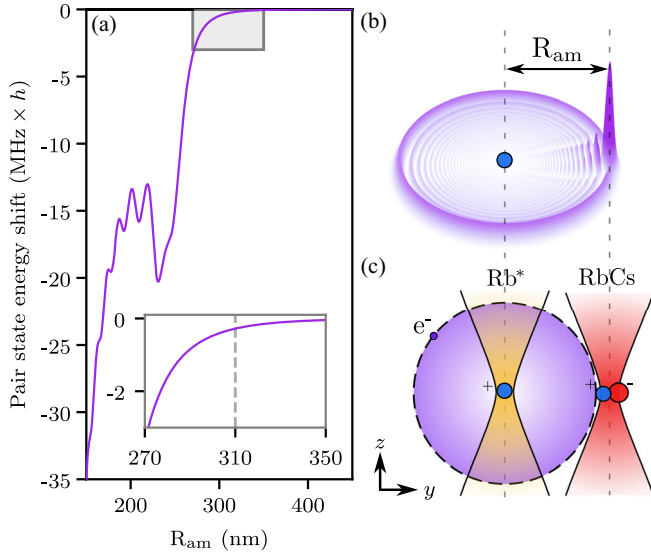 (a)
0
-5
-10
-15
-20
-25
-30
-35
Pair state energy shift (MHz × h)
0
-2
270
310
350
200
300
400
R_am (nm)
(b)
R_am
(c)
Rb*
RbCs
e⁻
+
+
-
z
y